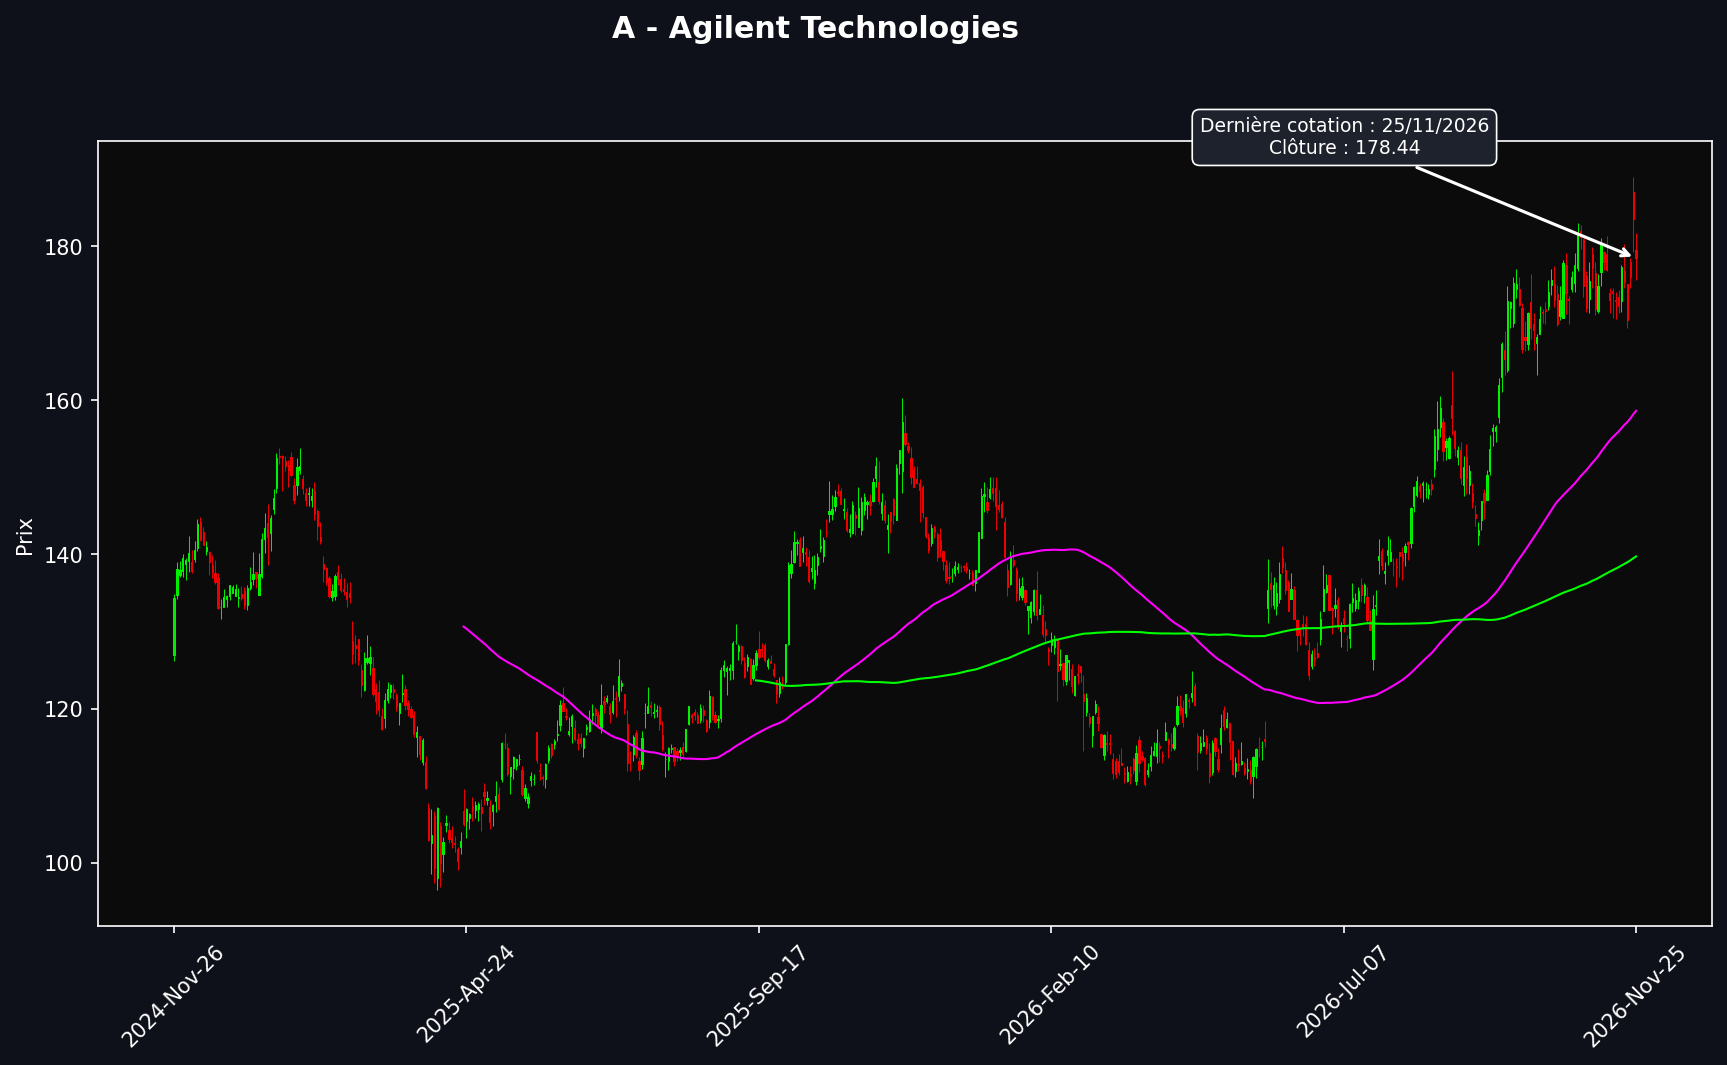 A - Agilent Technologies
Dernière cotation : 25/11/2026
Clôture : 178.44
Prix
180
160
140
120
100
2024-Nov-26
2025-Apr-24
2025-Sep-17
2026-Feb-10
2026-Jul-07
2026-Nov-25